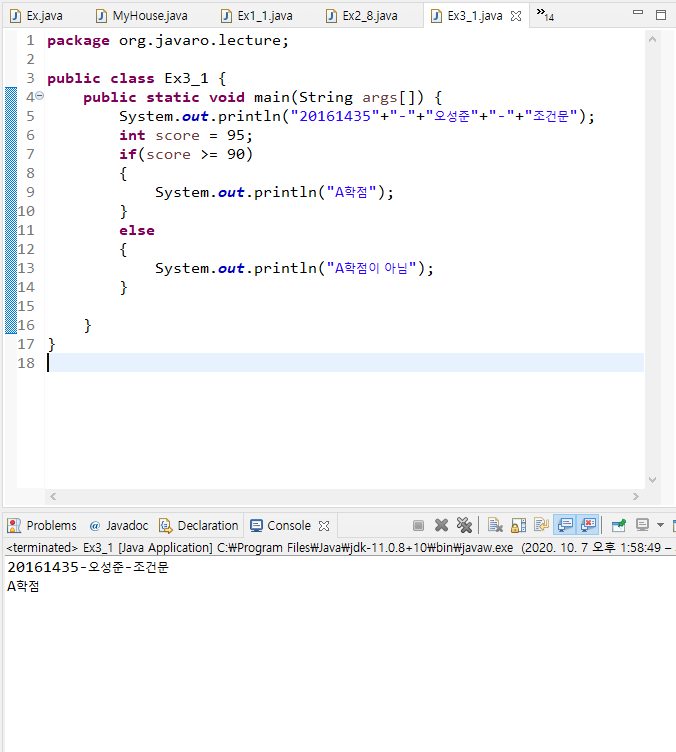 Ex.java MyHouse.java Ex1_1.java Ex2_8.java Ex3_1.java »14
1 package org.javaro.lecture;
2
3 public class Ex3_1 {
4 public static void main(String args[]) {
5 System.out.println("20161435"+"-"+"오성준"+"-"+"조건문");
6 int score = 95;
7 if(score >= 90)
8 {
9 System.out.println("A학점");
10 }
11 else
12 {
13 System.out.println("A학점이 아님");
14 }
15
16 }
17 }
18
Problems @ Javadoc Declaration Console
<terminated> Ex3_1 [Java Application] C:₩Program Files₩Java₩jdk-11.0.8+10₩bin₩javaw.exe (2020. 10. 7 오후 1:58:49 –
20161435-오성준-조건문
A학점